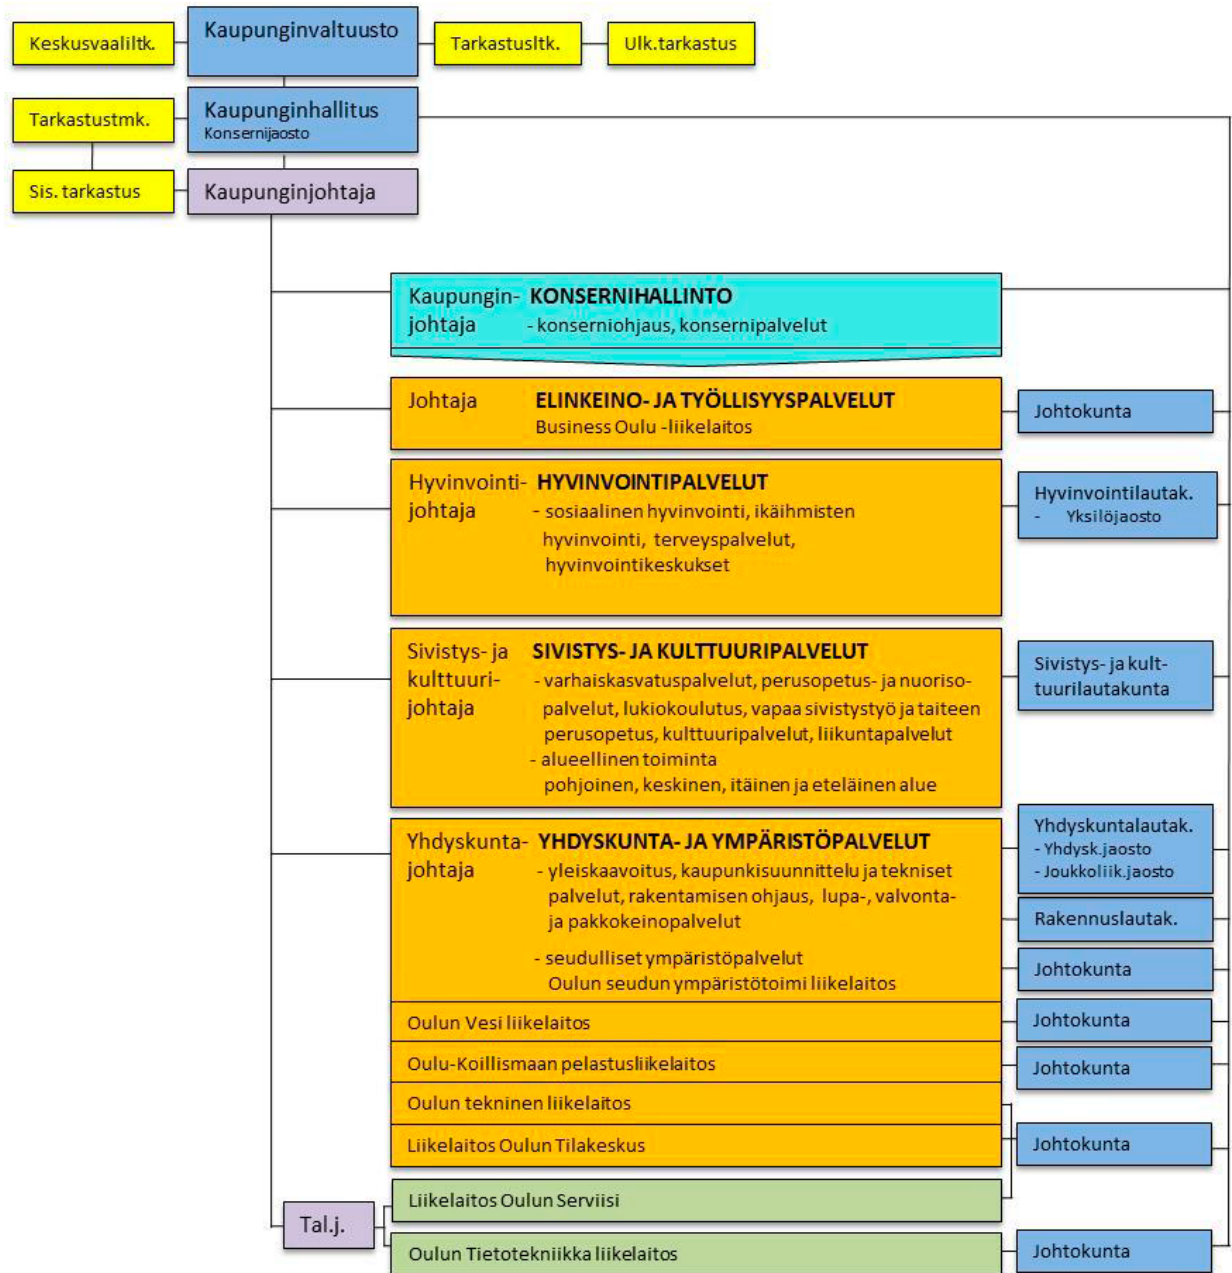 Keskusvaaliltk.
Kaupunginvaltuusto
Tarkastusltk.
Ulk.tarkastus
Tarkastustmk.
Kaupunginhallitus
Konsernijaosto
Sis. tarkastus
Kaupunginjohtaja
Kaupungin-
johtaja
KONSERNIHALLINTO
- konserniohjaus, konsernipalvelut
Johtaja
ELINKEINO- JA TYÖLLISYYSPALVELUT
Business Oulu -liikelaitos
Johtokunta
Hyvinvointi-
johtaja
HYVINVOINTIPALVELUT
- sosiaalinen hyvinvointi, ikäihmisten
hyvinvointi, terveyspalvelut,
hyvinvointikeskukset
Hyvinvointilautak.
- Yksilöjaosto
Sivistys- ja
kulttuuri-
johtaja
SIVISTYS- JA KULTTUURIPALVELUT
- varhaiskasvatuspalvelut, perusopetus- ja nuoriso-
palvelut, lukiokoulutus, vapaa sivistystyö ja taiteen
perusopetus, kulttuuripalvelut, liikuntapalvelut
- alueellinen toiminta
pohjoinen, keskinen, itäinen ja eteläinen alue
Sivistys- ja kult-
tuurilautakunta
Yhdyskunta-
johtaja
YHDYSKUNTA- JA YMPÄRISTÖPALVELUT
- yleiskaavoitus, kaupunkisuunnittelu ja tekniset
palvelut, rakentamisen ohjaus, lupa-, valvonta-
ja pakkokeinopalvelut
- seudulliset ympäristöpalvelut
Oulun seudun ympäristötoimi liikelaitos
Yhdyskuntalautak.
- Yhdysk.jaosto
- Joukkoliik.jaosto
Rakennuslautak.
Johtokunta
Oulun Vesi liikelaitos
Johtokunta
Oulu-Koillismaan pelastusliikelaitos
Johtokunta
Oulun tekninen liikelaitos
Liikelaitos Oulun Tilakeskus
Johtokunta
Tal.j.
Liikelaitos Oulun Serviisi
Oulun Tietotekniikka liikelaitos
Johtokunta